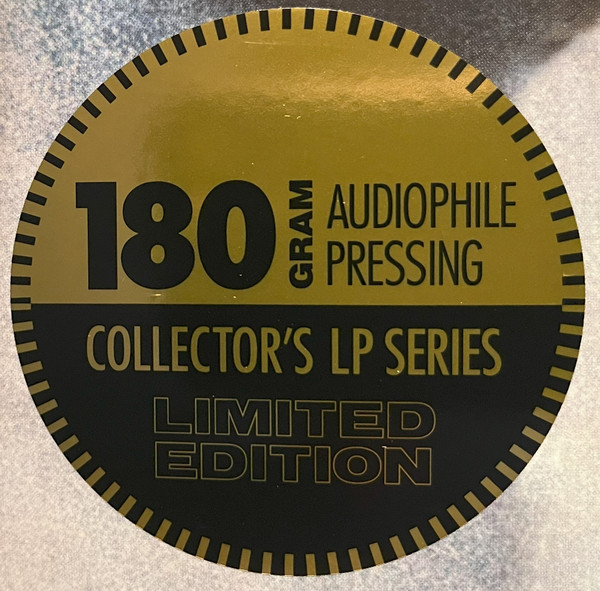 180 GRAM AUDIOPHILE
PRESSING
COLLECTOR'S LP SERIES
LIMITED
EDITION